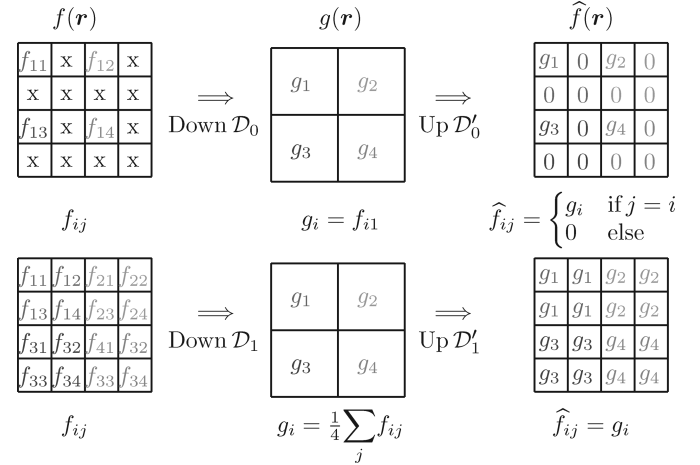 f(r) g(r) f̂(r)
f₁₁ x f₁₂ x
x x x x
f₁₃ x f₁₄ x
x x x x
⟹
Down 𝒟₀
g₁ g₂
g₃ g₄
⟹
Up 𝒟′₀
g₁ 0 g₂ 0
0 0 0 0
g₃ 0 g₄ 0
0 0 0 0
fᵢⱼ
gᵢ = fᵢ₁
f̂ᵢⱼ = { gᵢ if j = i
0 else
f₁₁ f₁₂ f₂₁ f₂₂
f₁₃ f₁₄ f₂₃ f₂₄
f₃₁ f₃₂ f₄₁ f₃₂
f₃₃ f₃₄ f₃₃ f₃₄
⟹
Down 𝒟₁
g₁ g₂
g₃ g₄
⟹
Up 𝒟′₁
g₁ g₁ g₂ g₂
g₁ g₁ g₂ g₂
g₃ g₃ g₄ g₄
g₃ g₃ g₄ g₄
fᵢⱼ
gᵢ = ¼ ∑ⱼ fᵢⱼ
f̂ᵢⱼ = gᵢ